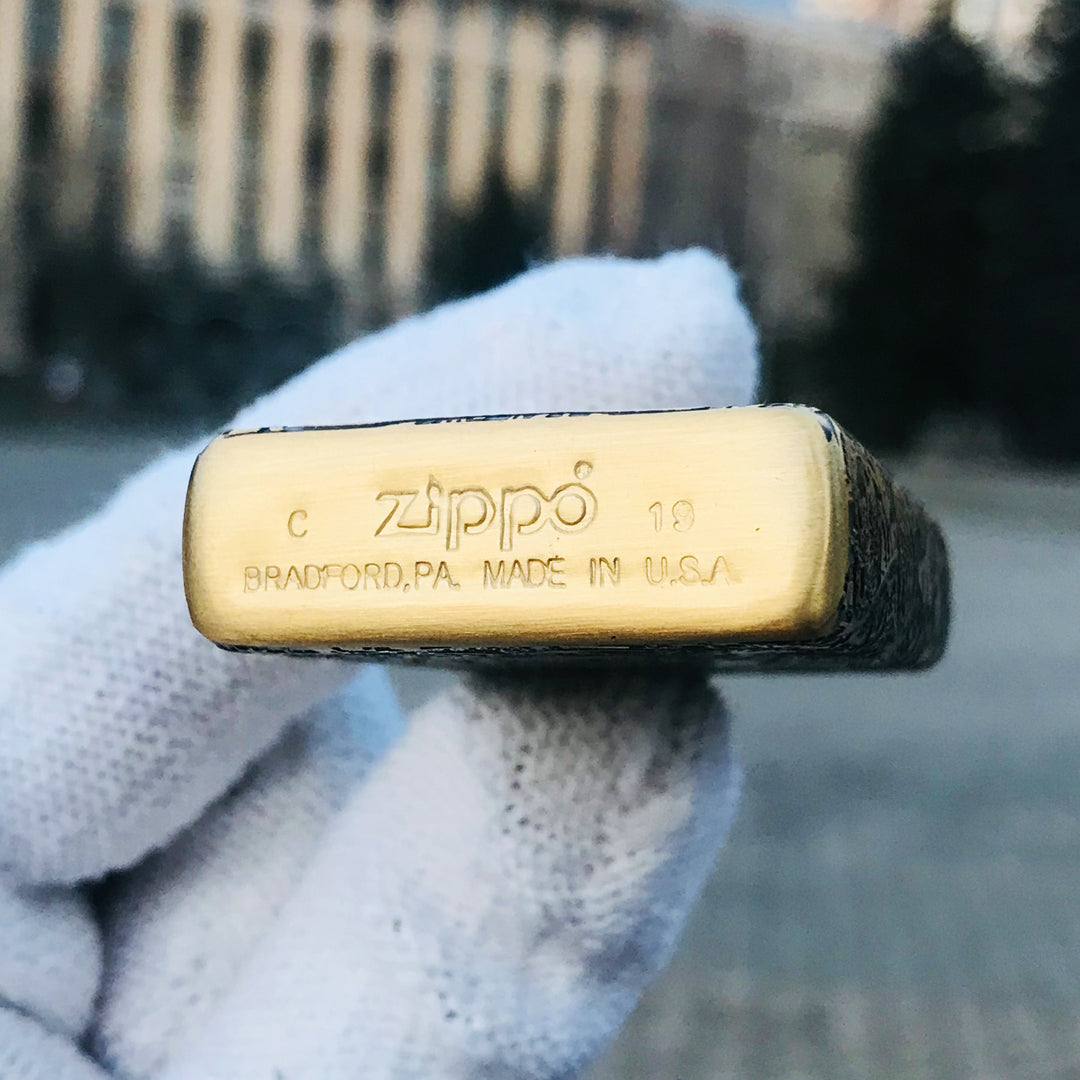 C zippo 19
BRADFORD,PA. MADE IN U.S.A